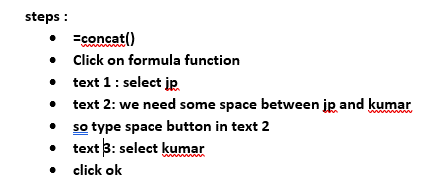 steps :
• =concat()
• Click on formula function
• text 1 : select jp
• text 2: we need some space between jp and kumar
• so type space button in text 2
• text 3: select kumar
• click ok